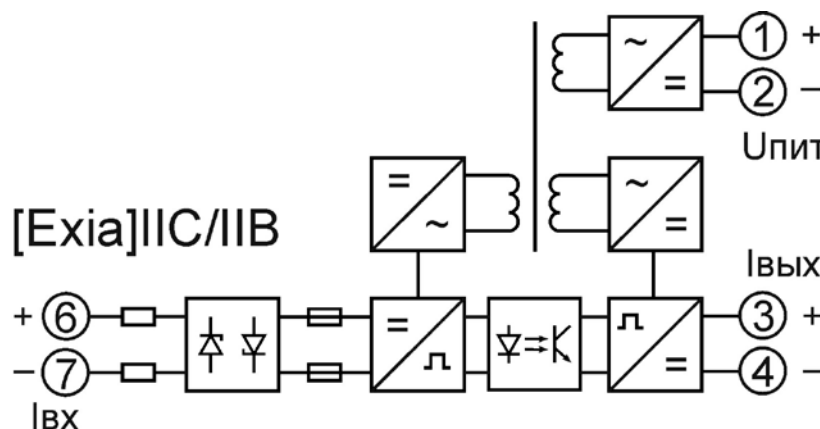 1 +
2 –
Uпит
[Exia]IIC/IIB
Iвых
+ 6
3 +
– 7
4 –
Iвх